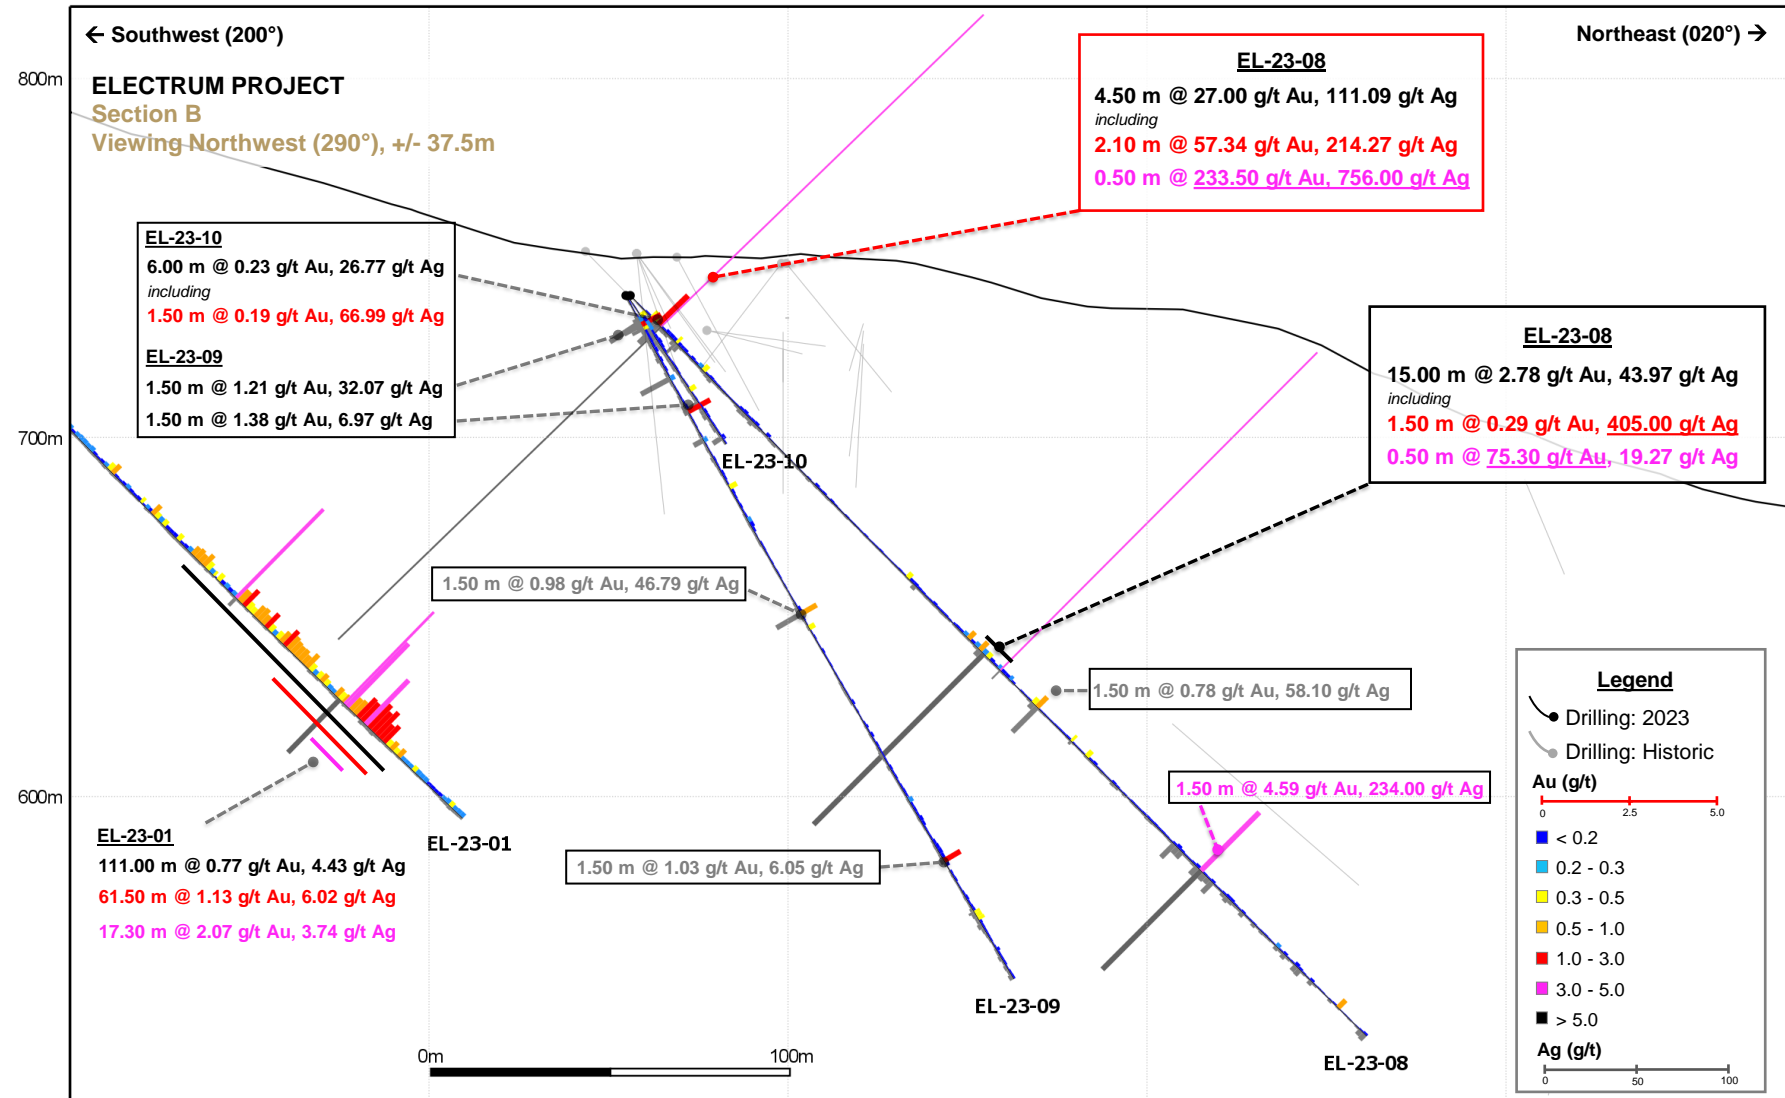 ← Southwest (200°)
Northeast (020°) →
ELECTRUM PROJECT
Section B
Viewing Northwest (290°), +/- 37.5m
800m
700m
600m
EL-23-08
4.50 m @ 27.00 g/t Au, 111.09 g/t Ag
including
2.10 m @ 57.34 g/t Au, 214.27 g/t Ag
0.50 m @ 233.50 g/t Au, 756.00 g/t Ag
EL-23-10
6.00 m @ 0.23 g/t Au, 26.77 g/t Ag
including
1.50 m @ 0.19 g/t Au, 66.99 g/t Ag
EL-23-09
1.50 m @ 1.21 g/t Au, 32.07 g/t Ag
1.50 m @ 1.38 g/t Au, 6.97 g/t Ag
EL-23-08
15.00 m @ 2.78 g/t Au, 43.97 g/t Ag
including
1.50 m @ 0.29 g/t Au, 405.00 g/t Ag
0.50 m @ 75.30 g/t Au, 19.27 g/t Ag
EL-23-10
1.50 m @ 0.98 g/t Au, 46.79 g/t Ag
1.50 m @ 0.78 g/t Au, 58.10 g/t Ag
1.50 m @ 4.59 g/t Au, 234.00 g/t Ag
1.50 m @ 1.03 g/t Au, 6.05 g/t Ag
EL-23-01
EL-23-01
111.00 m @ 0.77 g/t Au, 4.43 g/t Ag
61.50 m @ 1.13 g/t Au, 6.02 g/t Ag
17.30 m @ 2.07 g/t Au, 3.74 g/t Ag
EL-23-09
EL-23-08
0m
100m
Legend
Drilling: 2023
Drilling: Historic
Au (g/t)
0 2.5 5.0
< 0.2
0.2 - 0.3
0.3 - 0.5
0.5 - 1.0
1.0 - 3.0
3.0 - 5.0
> 5.0
Ag (g/t)
0 50 100